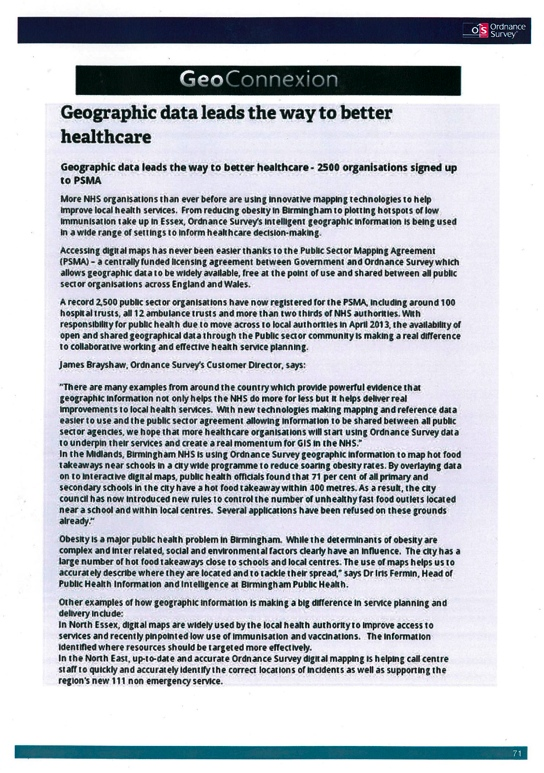 OS Ordnance
Survey
GeoConnexion
Geographic data leads the way to better
healthcare
Geographic data leads the way to better healthcare - 2500 organisations signed up
to PSMA
More NHS organisations than ever before are using innovative mapping technologies to help
improve local health services. From reducing obesity in Birmingham to plotting hotspots of low
immunisation take up in Essex, Ordnance Survey's intelligent geographic information is being used
in a wide range of settings to inform healthcare decision-making.
Accessing digital maps has never been easier thanks to the Public Sector Mapping Agreement
(PSMA) – a centrally funded licensing agreement between Government and Ordnance Survey which
allows geographic data to be widely available, free at the point of use and shared between all public
sector organisations across England and Wales.
A record 2,500 public sector organisations have now registered for the PSMA, including around 100
hospital trusts, all 12 ambulance trusts and more than two thirds of NHS authorities. With
responsibility for public health due to move across to local authorities in April 2013, the availability of
open and shared geographical data through the Public sector community is making a real difference
to collaborative working and effective health service planning.
James Brayshaw, Ordnance Survey's Customer Director, says:
"There are many examples from around the country which provide powerful evidence that
geographic information not only helps the NHS do more for less but it helps deliver real
improvements to local health services. With new technologies making mapping and reference data
easier to use and the public sector agreement allowing information to be shared between all public
sector agencies, we hope that more healthcare organisations will start using Ordnance Survey data
to underpin their services and create a real momentum for GIS in the NHS."
In the Midlands, Birmingham NHS is using Ordnance Survey geographic information to map hot food
takeaways near schools in a city wide programme to reduce soaring obesity rates. By overlaying data
on to interactive digital maps, public health officials found that 71 per cent of all primary and
secondary schools in the city have a hot food takeaway within 400 metres. As a result, the city
council has now introduced new rules to control the number of unhealthy fast food outlets located
near a school and within local centres. Several applications have been refused on these grounds
already."
Obesity is a major public health problem in Birmingham. While the determinants of obesity are
complex and inter related, social and environmental factors clearly have an influence. The city has a
large number of hot food takeaways close to schools and local centres. The use of maps helps us to
accurately describe where they are located and to tackle their spread," says Dr Iris Fermin, Head of
Public Health Information and Intelligence at Birmingham Public Health.
Other examples of how geographic information is making a big difference in service planning and
delivery include:
In North Essex, digital maps are widely used by the local health authority to improve access to
services and recently pinpointed low use of immunisation and vaccinations. The information
identified where resources should be targeted more effectively.
In the North East, up-to-date and accurate Ordnance Survey digital mapping is helping call centre
staff to quickly and accurately identify the correct locations of incidents as well as supporting the
region's new 111 non emergency service.
71